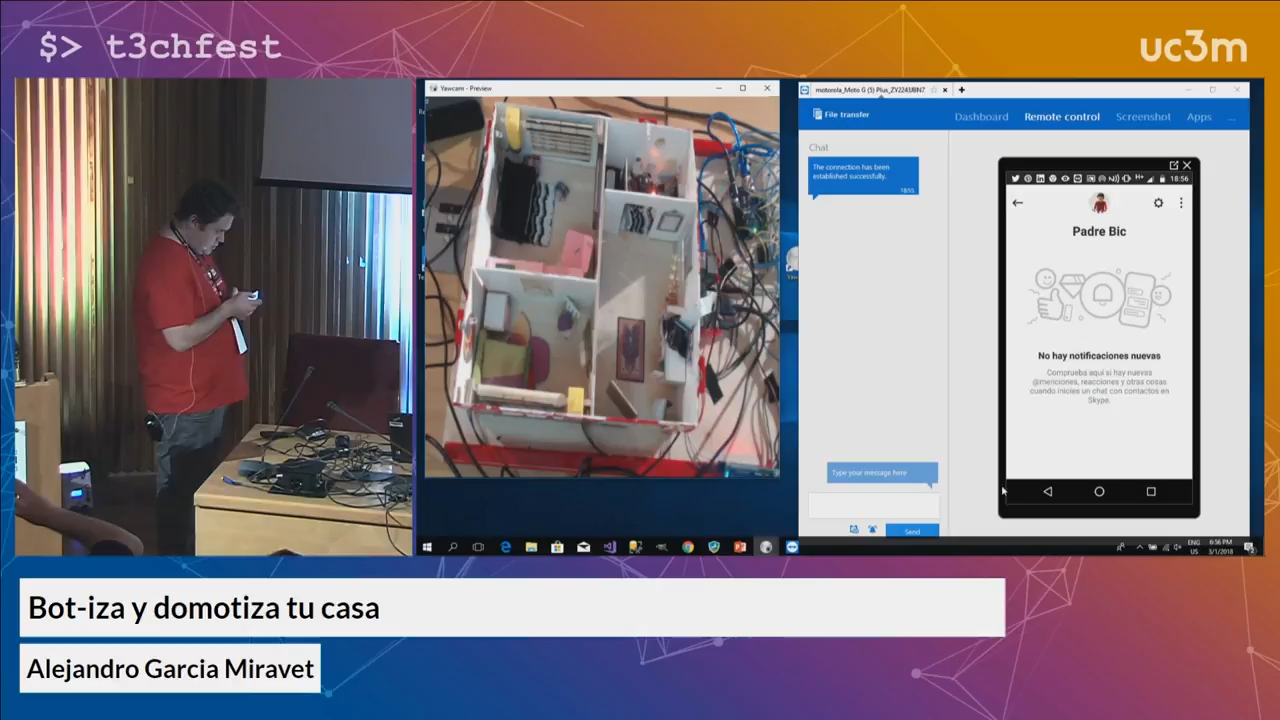 $> t3chfest
uc3m
Yawcam - Preview
motorola_Moto G (5) Plus_ZY2243JBN7
File transfer
Dashboard
Remote control
Screenshot
Apps
...
Chat
The connection has been
established successfully.
18:55
18:56
Padre Bic
No hay notificaciones nuevas
Comprueba aquí si hay nuevas
@menciones, reacciones y otras cosas
cuando inicies un chat con contactos en
Skype.
Type your message here
Send
ENG
US
6:56 PM
3/1/2018
Bot-iza y domotiza tu casa
Alejandro Garcia Miravet